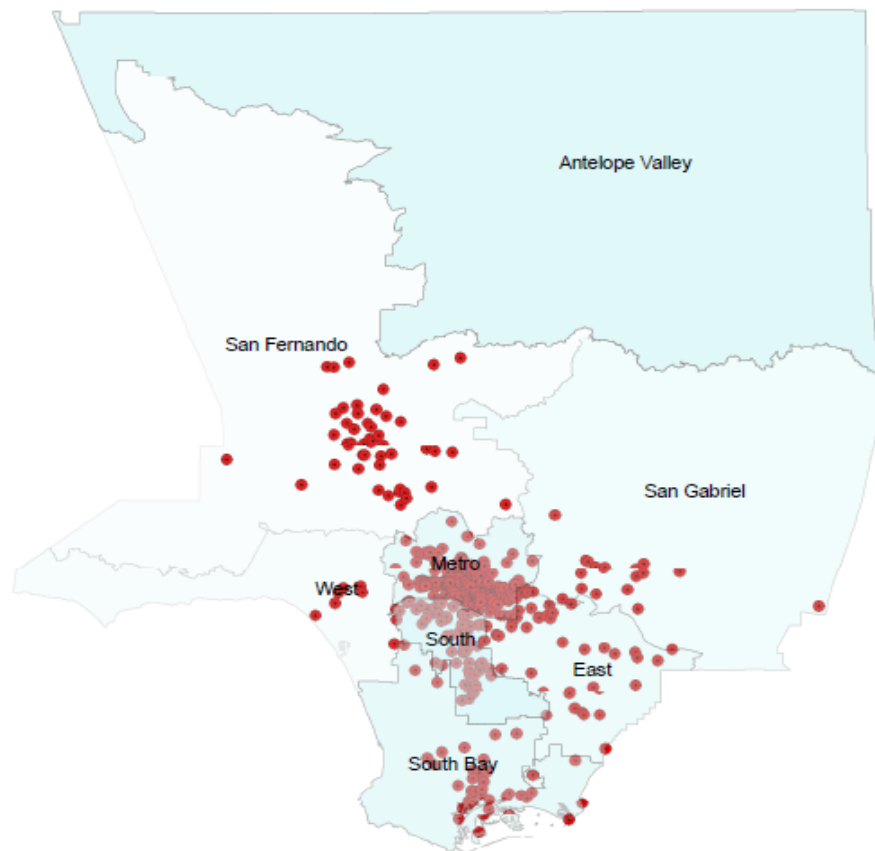 Antelope Valley
San Fernando
San Gabriel
Metro
West
South
East
South Bay